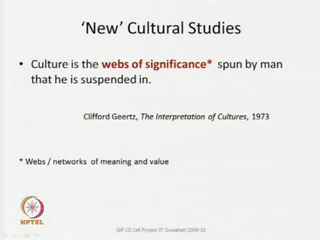 ‘New’ Cultural Studies
• Culture is the webs of significance* spun by man
that he is suspended in.
Clifford Geertz, The Interpretation of Cultures, 1973
* Webs / networks of meaning and value
NPTEL
QIP CD Cell Project IIT Guwahati 2009-10